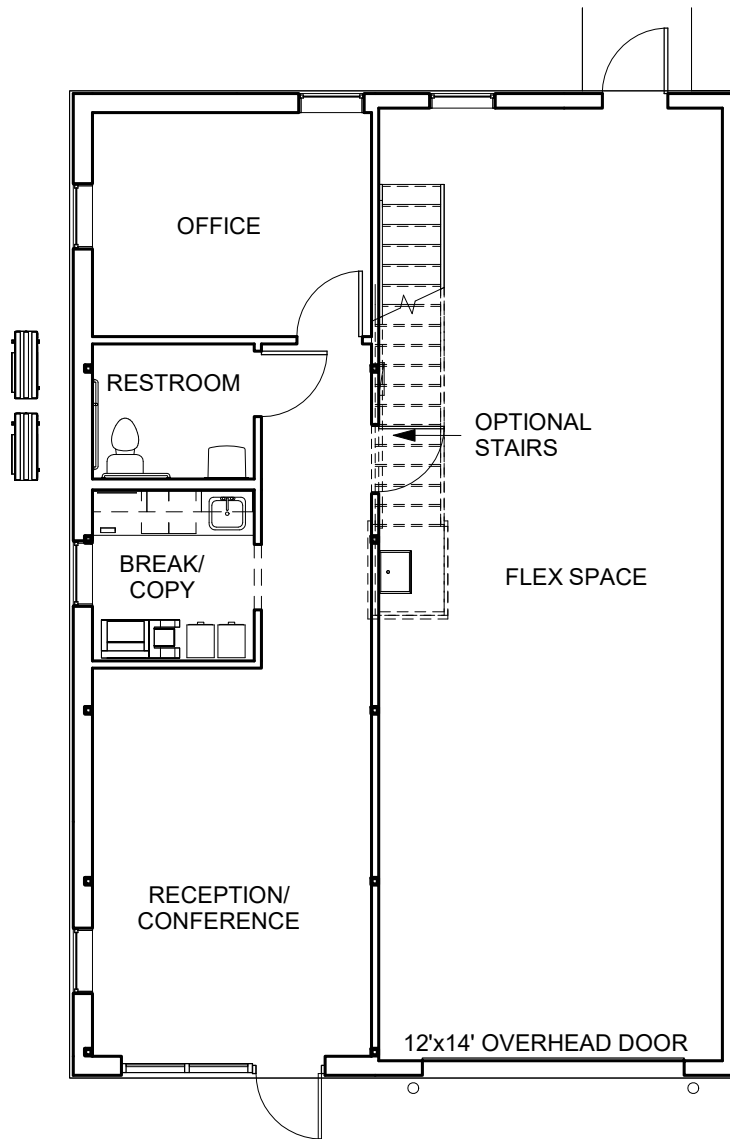 OFFICE
RESTROOM
OPTIONAL
STAIRS
BREAK/
COPY
FLEX SPACE
RECEPTION/
CONFERENCE
12'x14' OVERHEAD DOOR